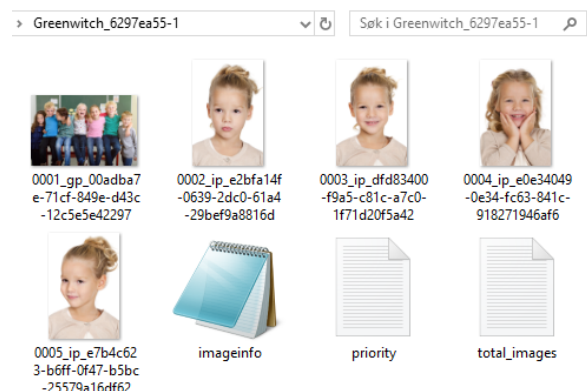 Greenwitch_6297ea55-1
Søk i Greenwitch_6297ea55-1
0001_gp_00adba7
e-71cf-849e-d43c
-12c5e5e42297
0002_ip_e2bfa14f
-0639-2dc0-61a4
-29bef9a8816d
0003_ip_dfd83400
-f9a5-c81c-a7c0-
1f71d20f5a42
0004_ip_e0e34049
-0e34-fc63-841c-
918271946af6
0005_ip_e7b4c62
3-b6ff-0f47-b5bc
-25579a16df62
imageinfo
priority
total_images